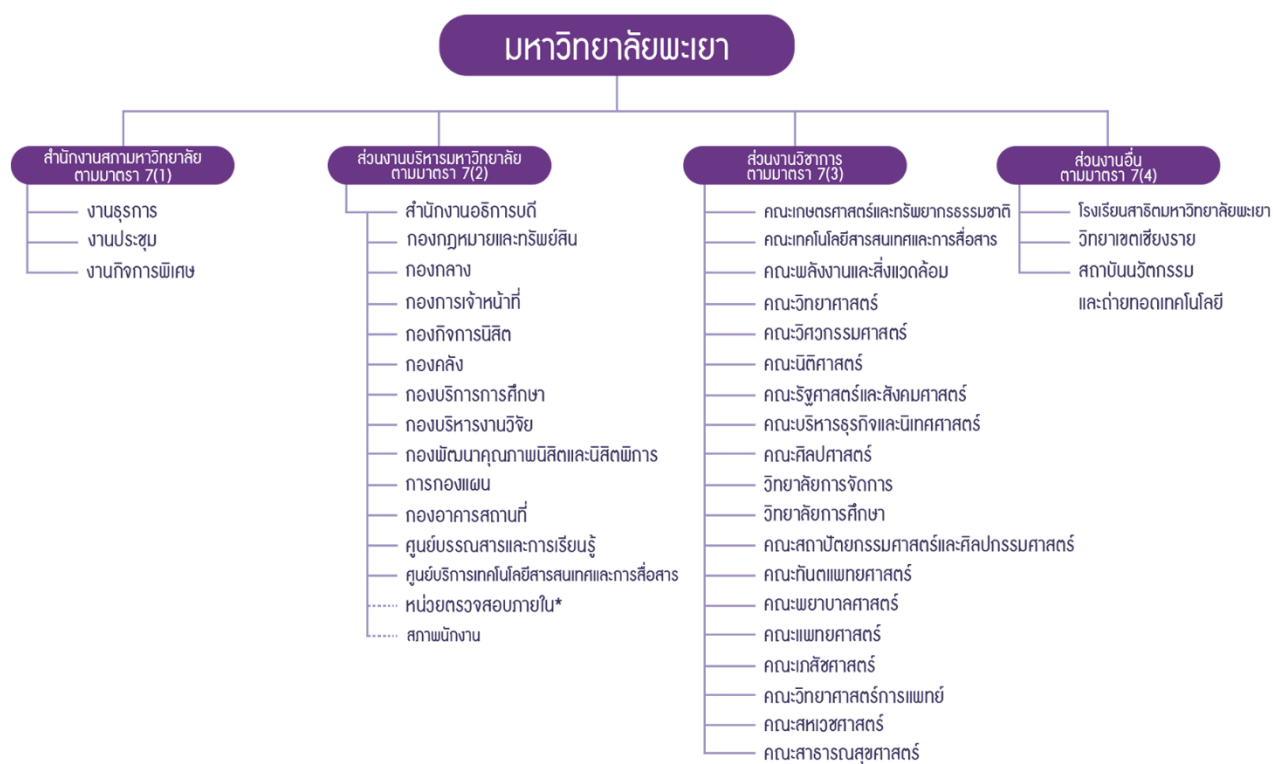 มหาวิทยาลัยพะเยา
สำนักงานสภามหาวิทยาลัย
ตามมาตรา 7(1)
งานธุรการ
งานประชุม
งานกิจการพิเศษ
ส่วนงานบริหารมหาวิทยาลัย
ตามมาตรา 7(2)
สำนักงานอธิการบดี
กองกฎหมายและทรัพย์สิน
กองกลาง
กองการเจ้าหน้าที่
กองกิจการนิสิต
กองคลัง
กองบริการการศึกษา
กองบริหารงานวิจัย
กองพัฒนาคุณภาพนิสิตและนิสิตพิการ
การกองแผน
กองอาคารสถานที่
ศูนย์บรรณสารและการเรียนรู้
ศูนย์บริการเทคโนโลยีสารสนเทศและการสื่อสาร
หน่วยตรวจสอบภายใน*
สภาพนักงาน
ส่วนงานวิชาการ
ตามมาตรา 7(3)
คณะเกษตรศาสตร์และทรัพยากรธรรมชาติ
คณะเทคโนโลยีสารสนเทศและการสื่อสาร
คณะพลังงานและสิ่งแวดล้อม
คณะวิทยาศาสตร์
คณะวิศวกรรมศาสตร์
คณะนิติศาสตร์
คณะรัฐศาสตร์และสังคมศาสตร์
คณะบริหารธุรกิจและนิเทศศาสตร์
คณะศิลปศาสตร์
วิทยาลัยการจัดการ
วิทยาลัยการศึกษา
คณะสถาปัตยกรรมศาสตร์และศิลปกรรมศาสตร์
คณะทันตแพทยศาสตร์
คณะพยาบาลศาสตร์
คณะแพทยศาสตร์
คณะเภสัชศาสตร์
คณะวิทยาศาสตร์การแพทย์
คณะสหเวชศาสตร์
คณะสาธารณสุขศาสตร์
ส่วนงานอื่น
ตามมาตรา 7(4)
โรงเรียนสาธิตมหาวิทยาลัยพะเยา
วิทยาเขตเชียงราย
สถาบันนวัตกรรม
และถ่ายทอดเทคโนโลยี